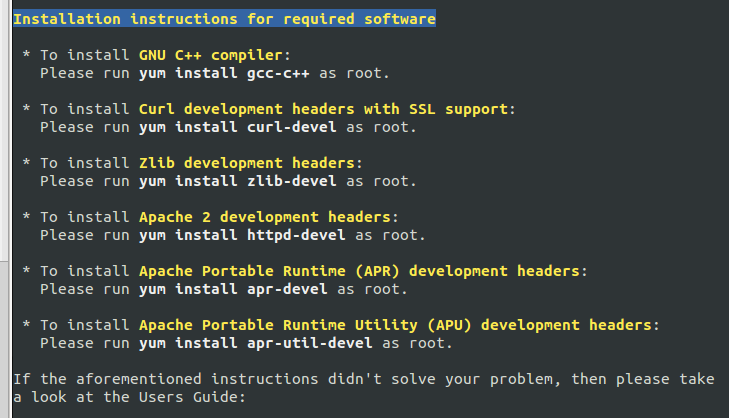 Installation instructions for required software
* To install GNU C++ compiler:
Please run yum install gcc-c++ as root.
* To install Curl development headers with SSL support:
Please run yum install curl-devel as root.
* To install Zlib development headers:
Please run yum install zlib-devel as root.
* To install Apache 2 development headers:
Please run yum install httpd-devel as root.
* To install Apache Portable Runtime (APR) development headers:
Please run yum install apr-devel as root.
* To install Apache Portable Runtime Utility (APU) development headers:
Please run yum install apr-util-devel as root.
If the aforementioned instructions didn't solve your problem, then please take
a look at the Users Guide: